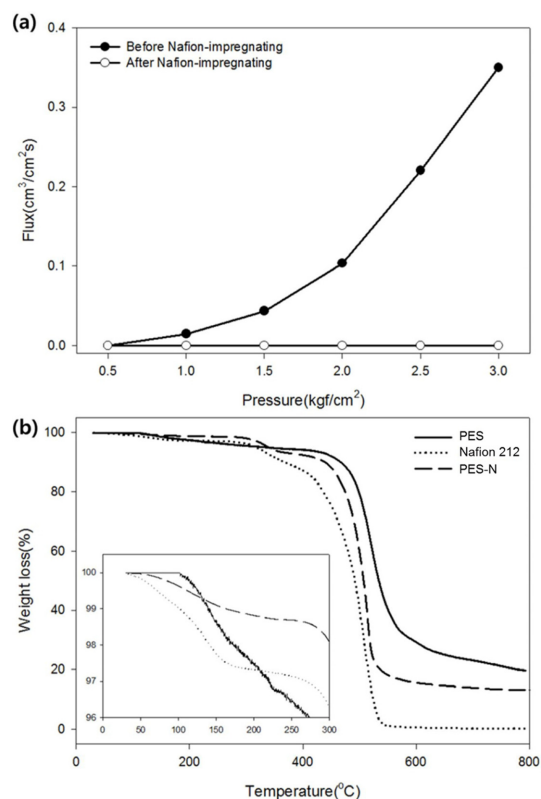 (a)
0.4
0.3
0.2
0.1
0.0
Flux(cm³/cm²s)
Before Nafion-impregnating
After Nafion-impregnating
0.5 1.0 1.5 2.0 2.5 3.0
Pressure(kgf/cm²)
(b)
100
80
60
40
20
0
Weight loss(%)
PES
Nafion 212
PES-N
100
99
98
97
96
0 50 100 150 200 250 300
0 200 400 600 800
Temperature(°C)